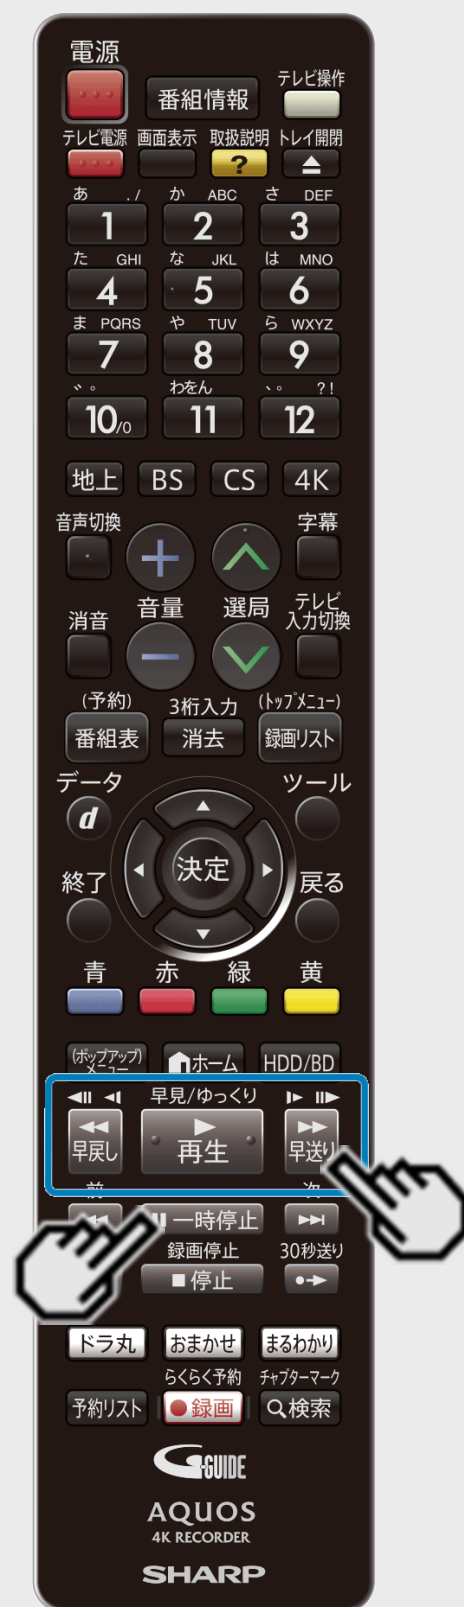 電源
番組情報
テレビ操作
テレビ電源 画面表示 取扱説明 トレイ開閉
?
あ ./ か ABC さ DEF
1 2 3
た GHI な JKL は MNO
4 5 6
ま PQRS や TUV ら WXYZ
7 8 9
゛゜ わをん 、。 ?!
10/0 11 12
地上 BS CS 4K
音声切換 字幕
+
消音 音量 選局 テレビ
入力切換
−
(予約) 3桁入力 (トップメニュー)
番組表 消去 録画リスト
データ ツール
d
決定
終了 戻る
青 赤 緑 黄
(ポップアップ)
メニュー ホーム HDD/BD
早見/ゆっくり
早戻し 再生 早送り
前 次
一時停止
録画停止 30秒送り
停止
ドラ丸 おまかせ まるわかり
らくらく予約 チャプターマーク
予約リスト 録画 検索
G-GUIDE
AQUOS
4K RECORDER
SHARP